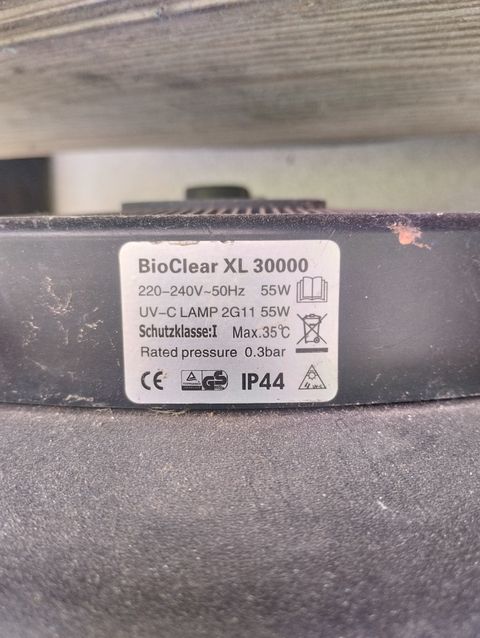 BioClear XL 30000
220-240V~50Hz 55W
UV-C LAMP 2G11 55W
Schutzklasse:I Max.35℃
Rated pressure 0.3bar
CE GS IP44